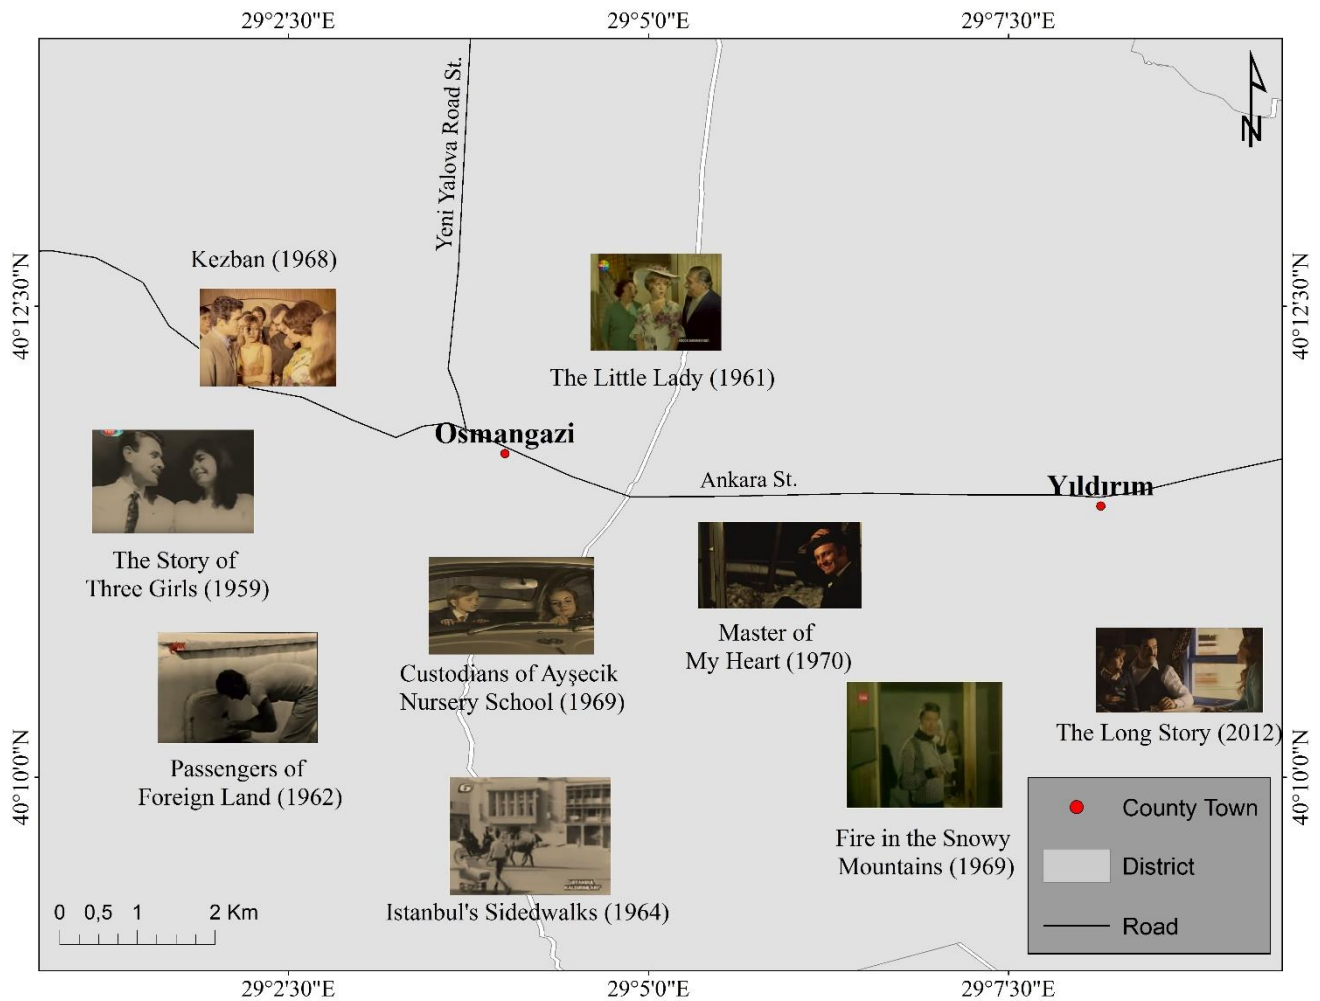 29°2'30"E
29°5'0"E
29°7'30"E
40°12'30"N
40°12'30"N
40°10'0"N
40°10'0"N
N
Yeni Yalova Road St.
Kezban (1968)
The Little Lady (1961)
Osmangazi
Ankara St.
Yıldırım
The Story of
Three Girls (1959)
Custodians of Ayşecik
Nursery School (1969)
Master of
My Heart (1970)
The Long Story (2012)
Passengers of
Foreign Land (1962)
Fire in the Snowy
Mountains (1969)
Istanbul's Sidedwalks (1964)
County Town
District
Road
0 0,5 1 2 Km
29°2'30"E
29°5'0"E
29°7'30"E